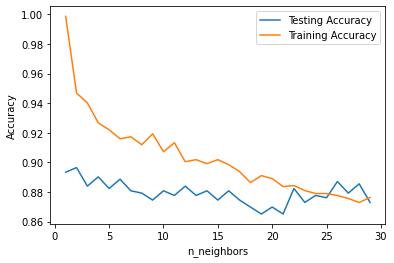 Testing Accuracy
Training Accuracy
1.00
0.98
0.96
0.94
0.92
0.90
0.88
0.86
Accuracy
0 5 10 15 20 25 30
n_neighbors